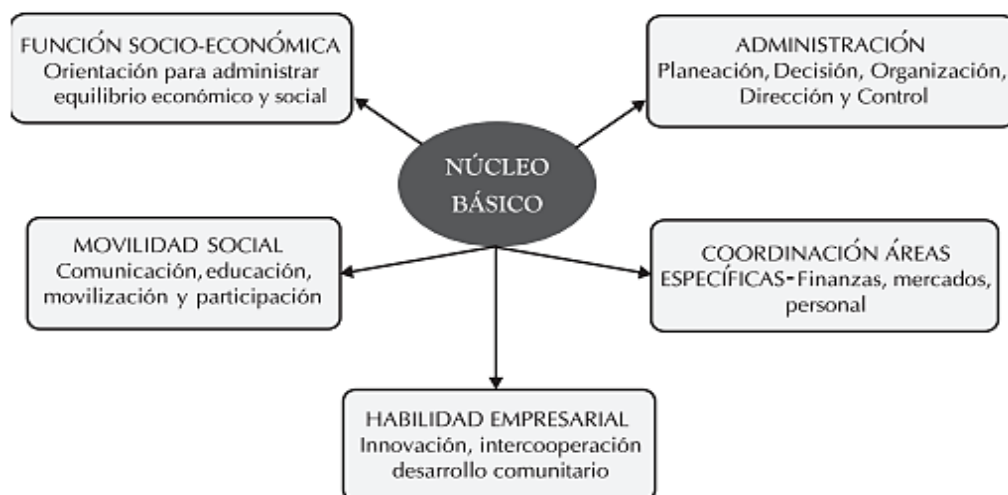 FUNCIÓN SOCIO-ECONÓMICA
Orientación para administrar
equilibrio económico y social
ADMINISTRACIÓN
Planeación, Decisión, Organización,
Dirección y Control
NÚCLEO
BÁSICO
MOVILIDAD SOCIAL
Comunicación, educación,
movilización y participación
COORDINACIÓN ÁREAS
ESPECÍFICAS-Finanzas, mercados,
personal
HABILIDAD EMPRESARIAL
Innovación, intercooperación
desarrollo comunitario